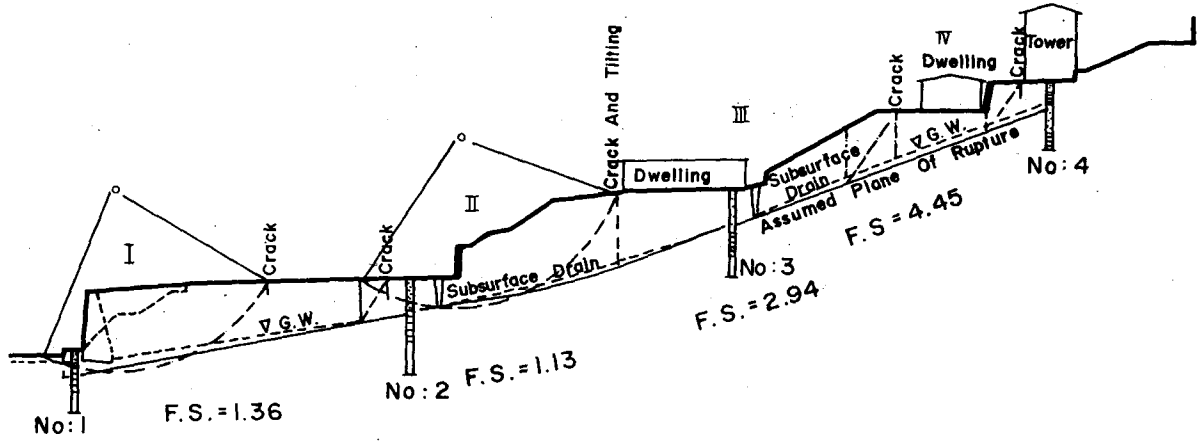 IV
Crack
Tower
Dwelling
Crack
Crack And Tilting
III
▽ G.W.
Subsurface
Drain
Assumed Plane Of Rupture
No:4
Dwelling
II
F.S = 4.45
I
Crack
Crack
No:3
Subsurface Drain
F.S. = 2.94
▽ G.W.
No:2
F.S. = 1.13
F.S. = 1.36
No:1